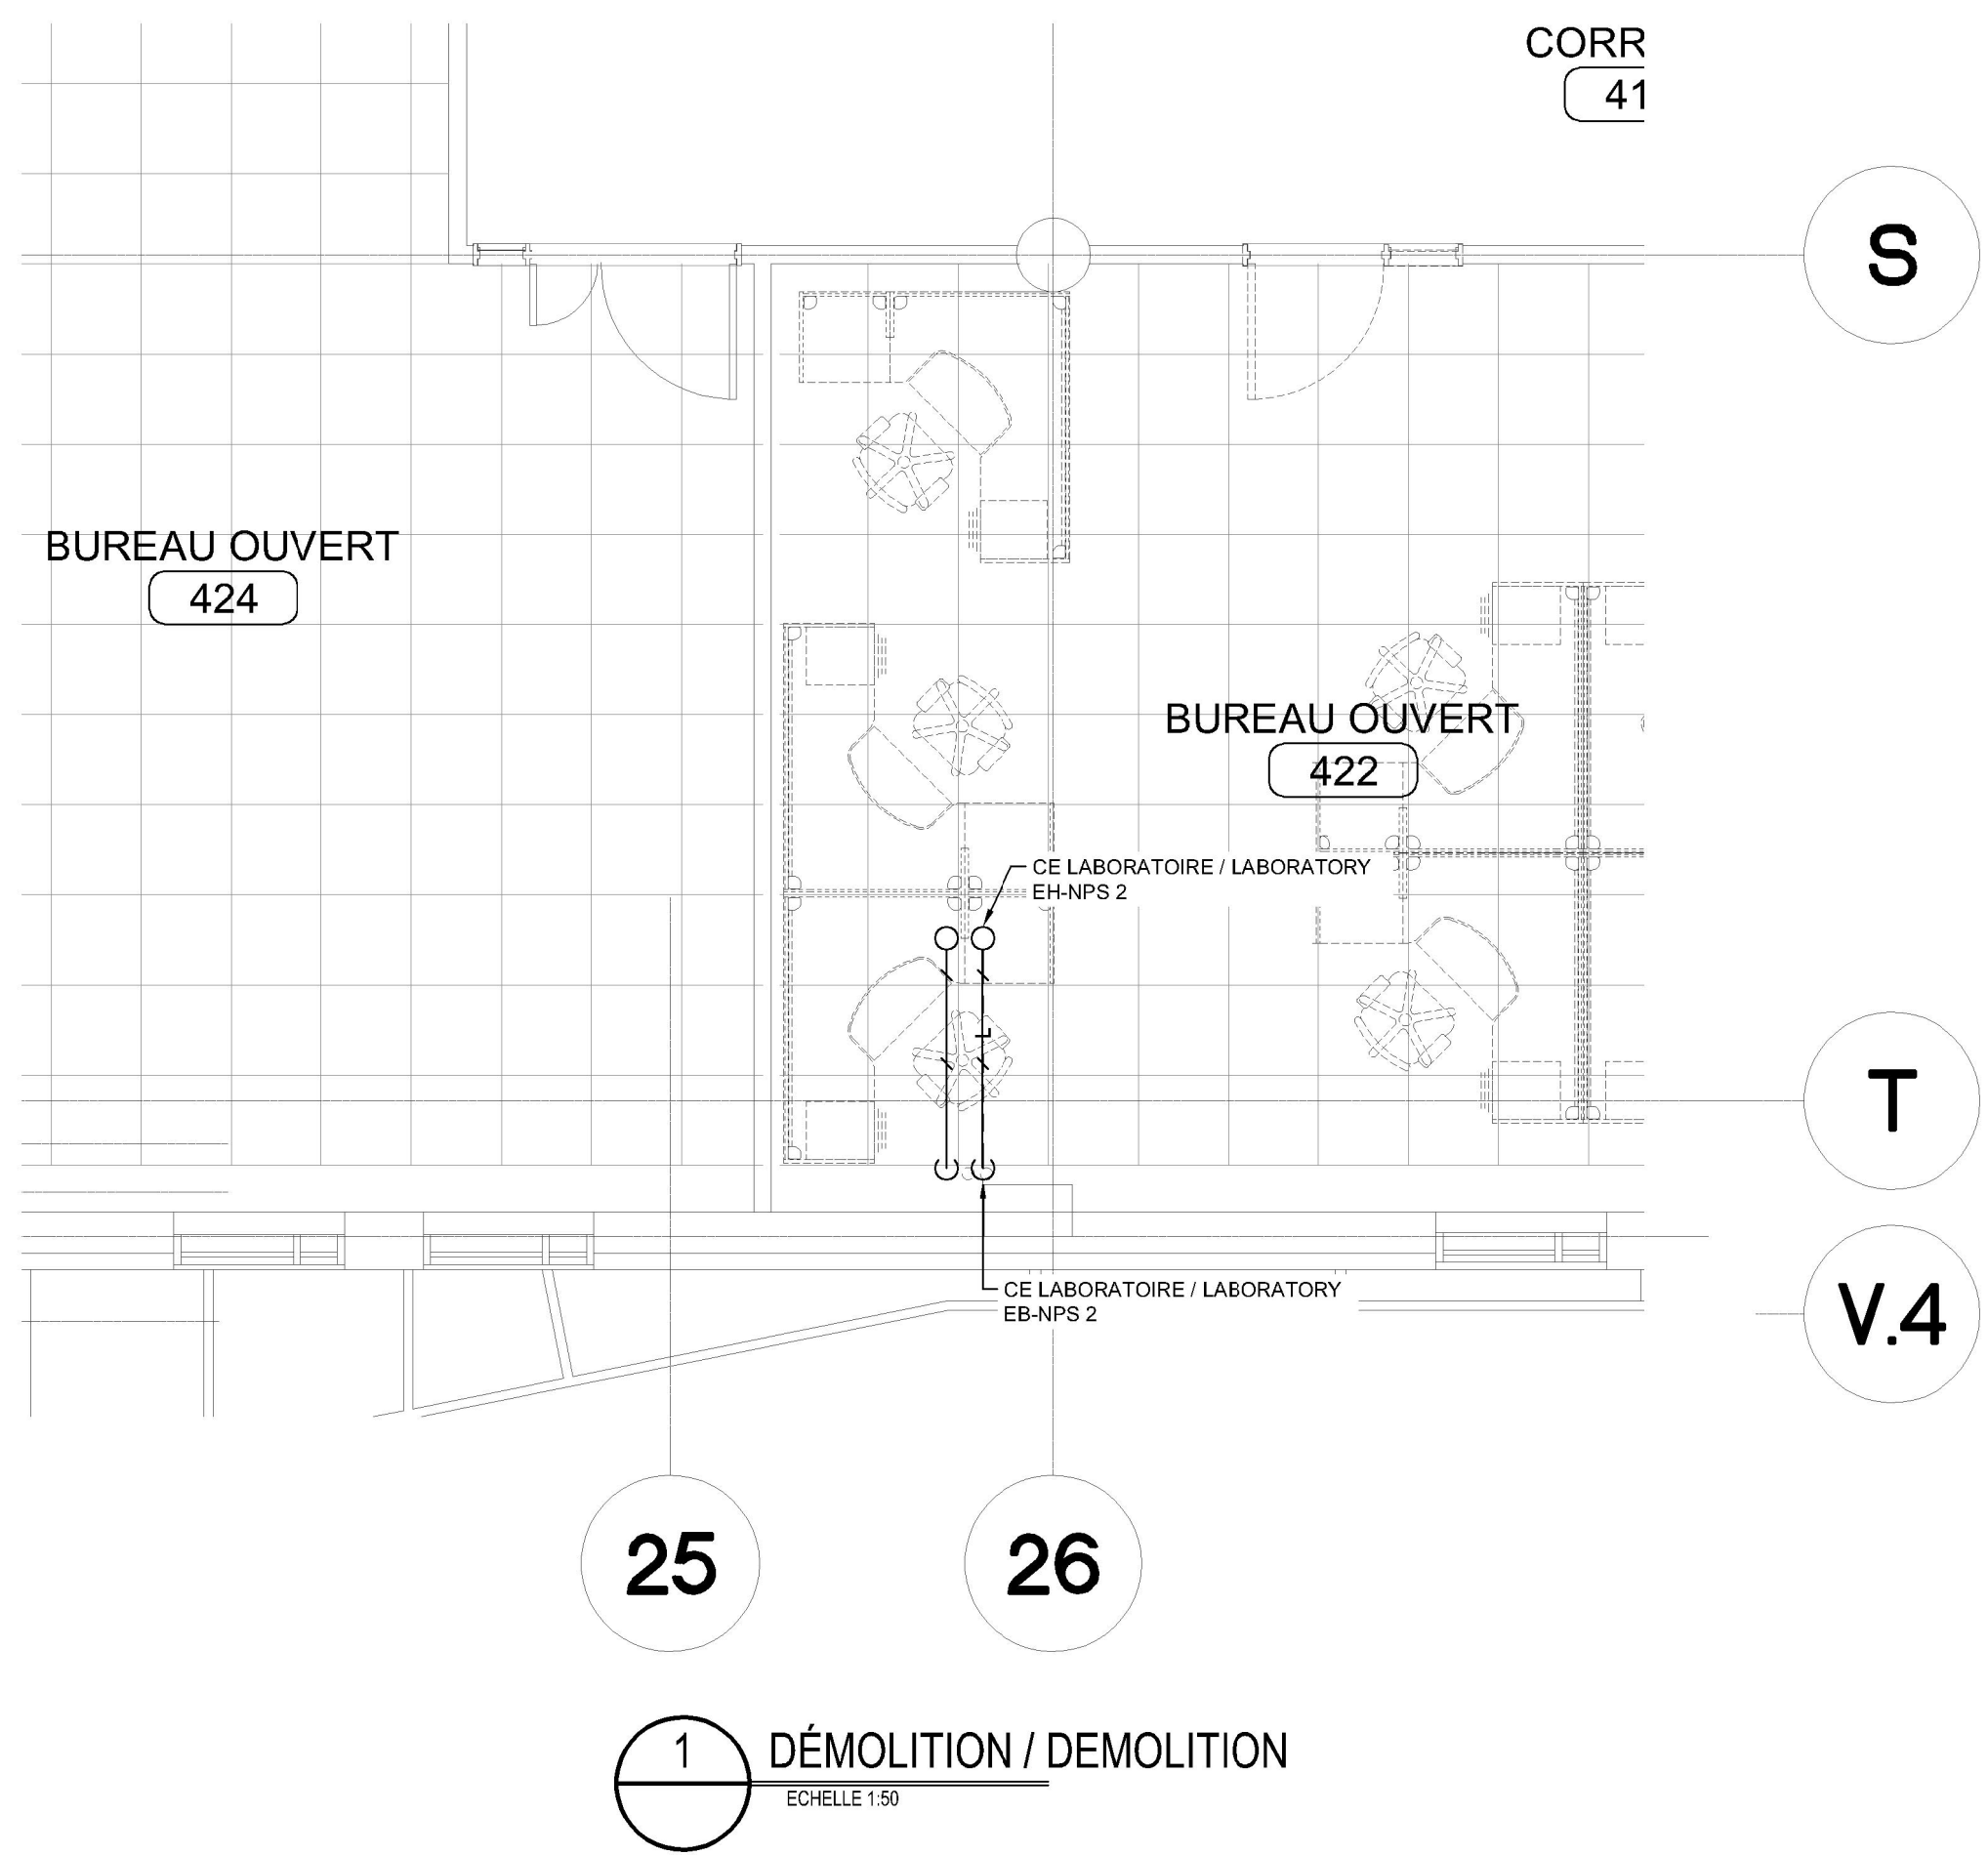 CORR
41
S
BUREAU OUVERT
424
BUREAU OUVERT
422
CE LABORATOIRE / LABORATORY
EH-NPS 2
L
T
CE LABORATOIRE / LABORATORY
EB-NPS 2
V.4
25
26
1
DÉMOLITION / DEMOLITION
ECHELLE 1:50